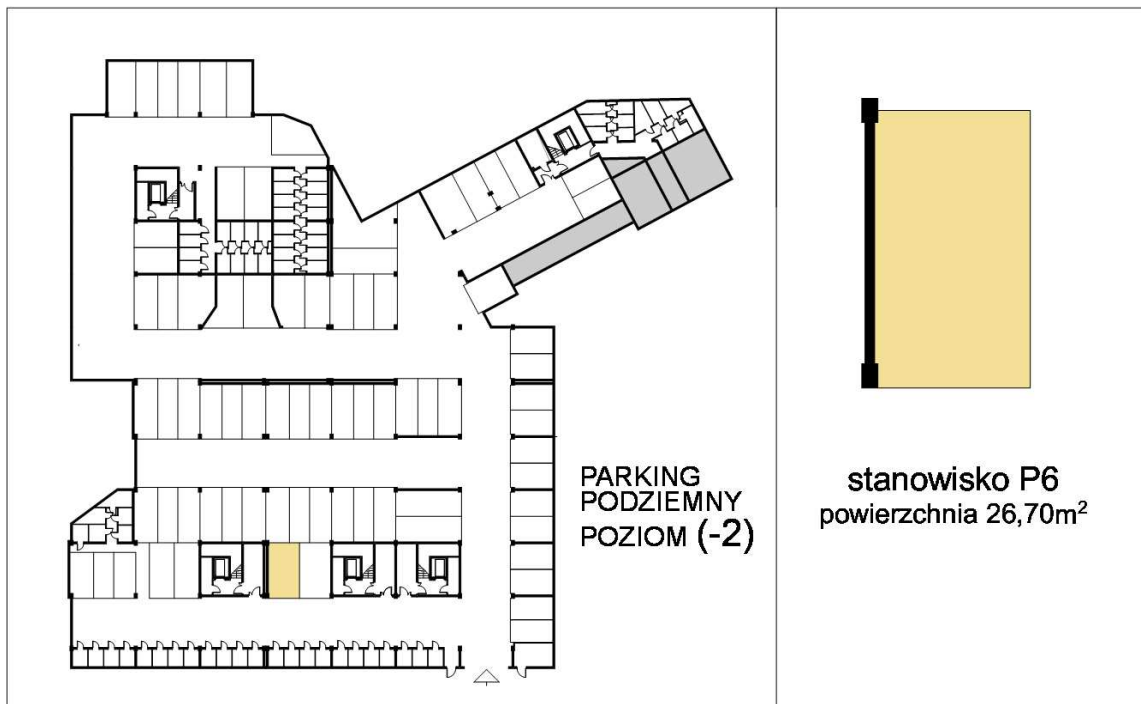 PARKING
PODZIEMNY
POZIOM (-2)
stanowisko P6
powierzchnia 26,70m²